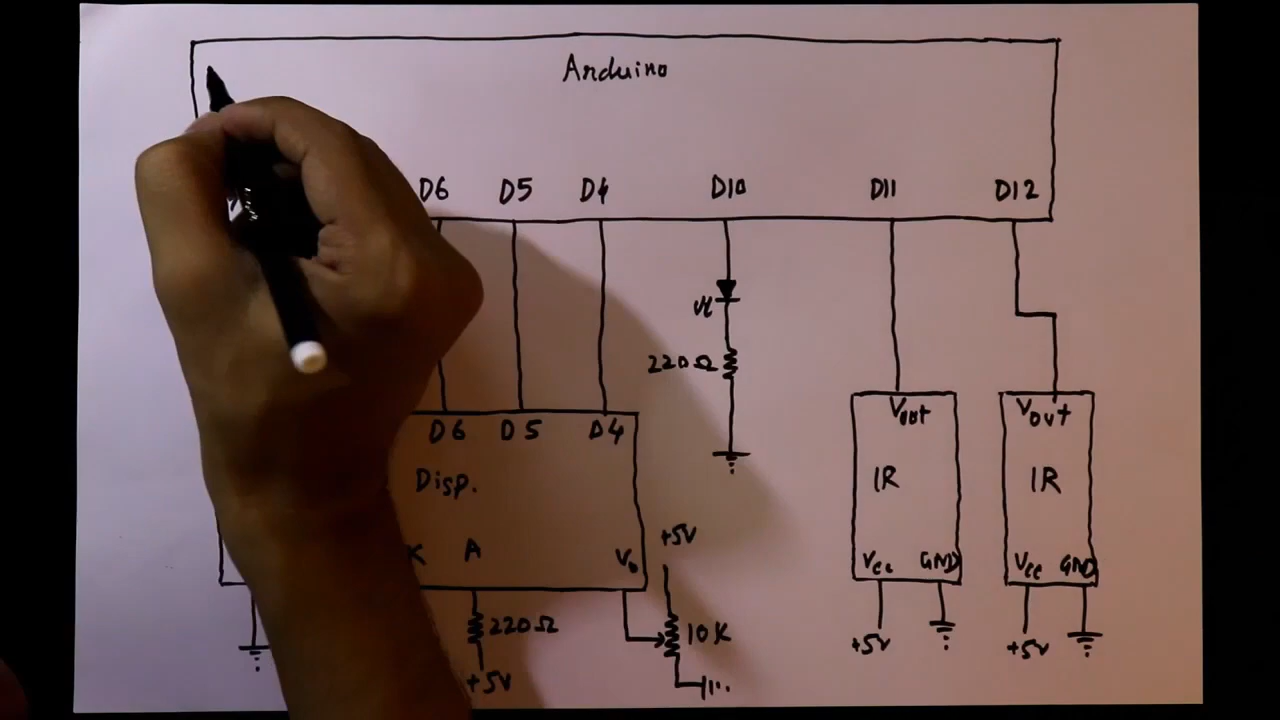 Arduino
D6 D5 D4 D10 D11 D12
220Ω
D6 D5 D4 Vout Vout
Disp. IR IR
+5V
K A Vo Vcc GND Vcc GND
220Ω 10K
+5V +5V +5V